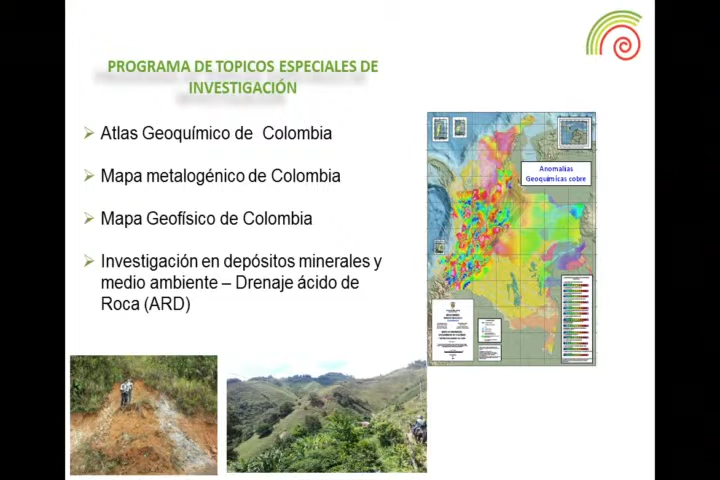 PROGRAMA DE TOPICOS ESPECIALES DE
INVESTIGACIÓN
Atlas Geoquímico de Colombia
Mapa metalogénico de Colombia
Mapa Geofísico de Colombia
Investigación en depósitos minerales y
medio ambiente – Drenaje ácido de
Roca (ARD)
Anomalías
Geoquímicas cobre